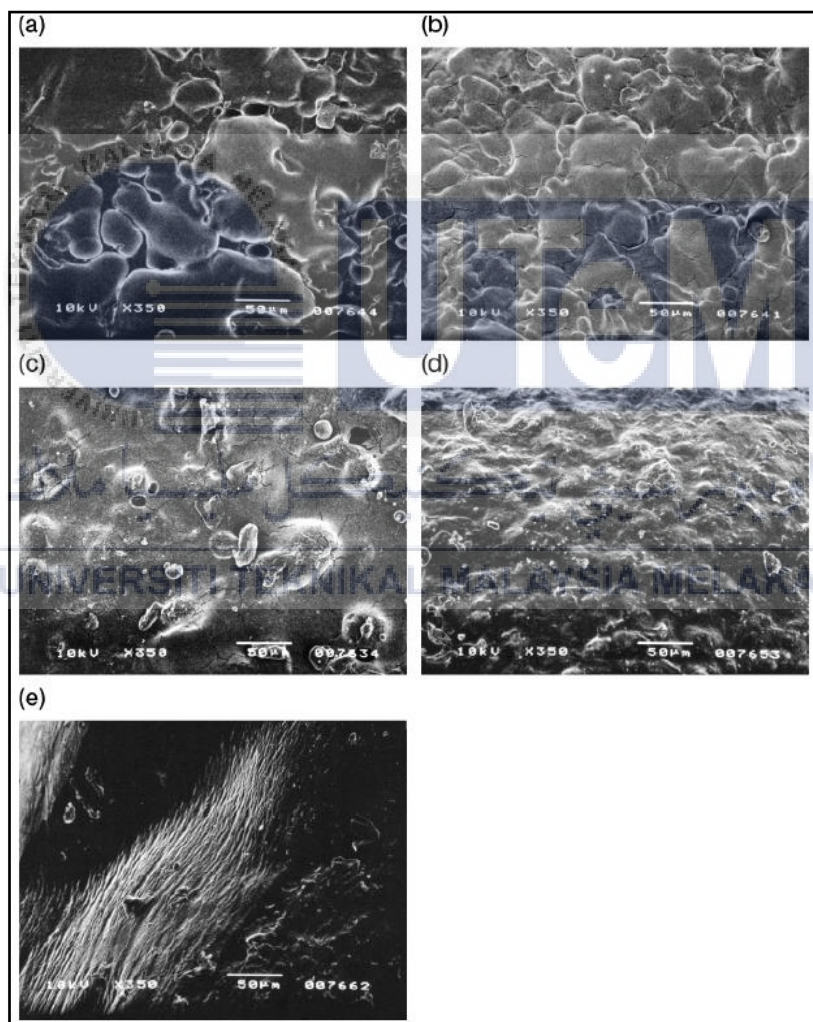 (a)
(b)
10kV X350 50µm 007644
10kV X350 50µm 007641
(c)
(d)
10kV X350 50µm 007634
10kV X350 50µm 007653
(e)
10kV X350 50µm 007662
UTeM
UNIVERSITI TEKNIKAL MALAYSIA MELAKA